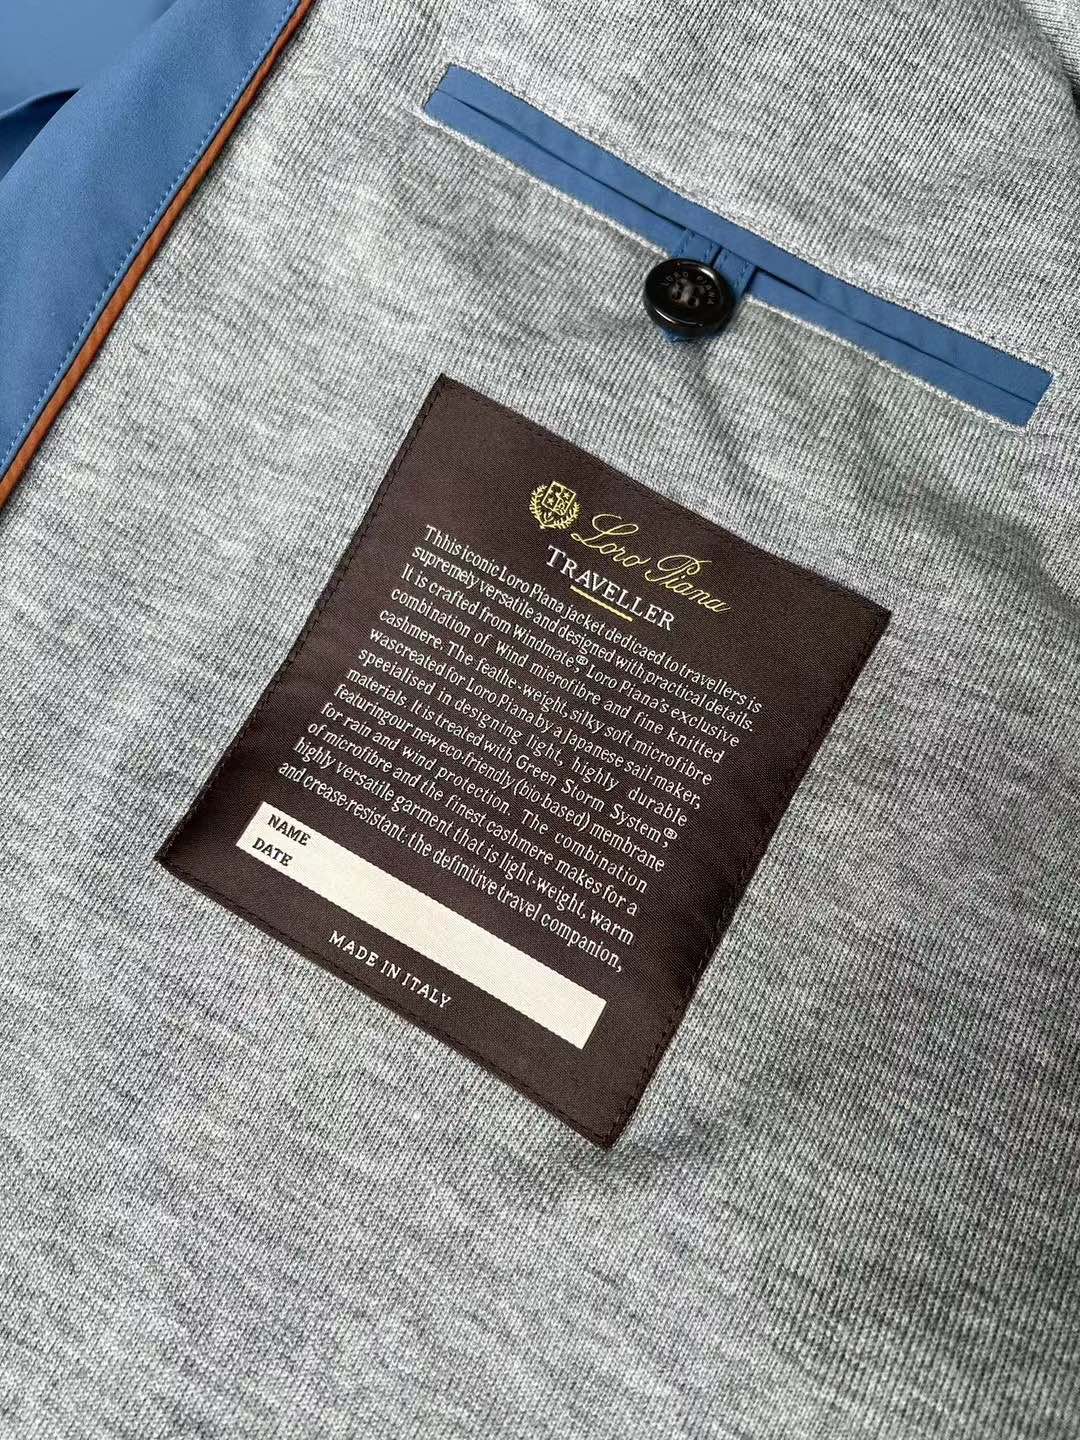 LORO PIANA
Loro Piana
TRAVELLER
Thhis iconic Loro Piana jacket dedicaed to travellers is
supremely versatile and designed with practical details.
It is crafted from Windmate®, Loro Piana's exclusive
combination of Wind microfibre and fine knitted
cashmere. The feathe-weight, silky soft microfibre
wascreated for Loro Piana by a Japanese sail-maker,
speeialised in designing light, highly durable
materials. It is treated with Green Storm System®
featuringour neweco-friendly (bio-based) membrane
for rain and wind protection. The combination
of microfibre and the finest cashmere makes for a
highly versatile garment that is light-weight, warm
and crease-resistant: the definitive travel companion,
NAME
DATE
MADE IN ITALY